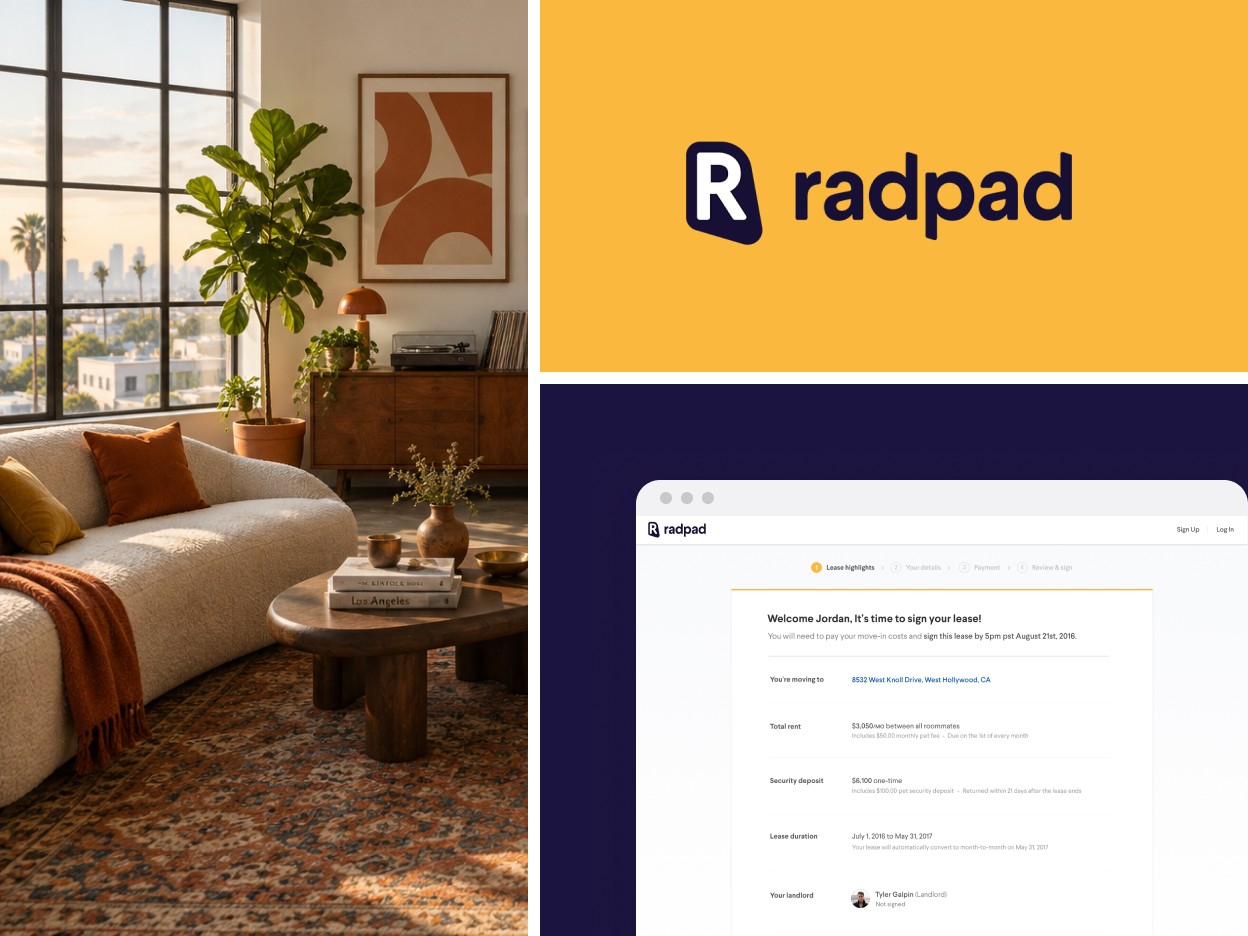 Los Angeles
R radpad
R radpad
Sign Up
Log In
1 Lease highlights › 2 Your details › 3 Payment › 4 Review & sign
Welcome Jordan, It's time to sign your lease!
You will need to pay your move-in costs and sign this lease by 5pm pst August 21st, 2016.
You're moving to
8532 West Knoll Drive, West Hollywood, CA
Total rent
$3,050/MO between all roommates
Includes $50.00 monthly pet fee - Due on the 1st of every month
Security deposit
$6,100 one-time
Includes $100.00 pet security deposit - Returned within 21 days after the lease ends
Lease duration
July 1, 2016 to May 31, 2017
Your lease will automatically convert to month-to-month on May 31, 2017
Your landlord
Tyler Galpin (Landlord)
Not signed